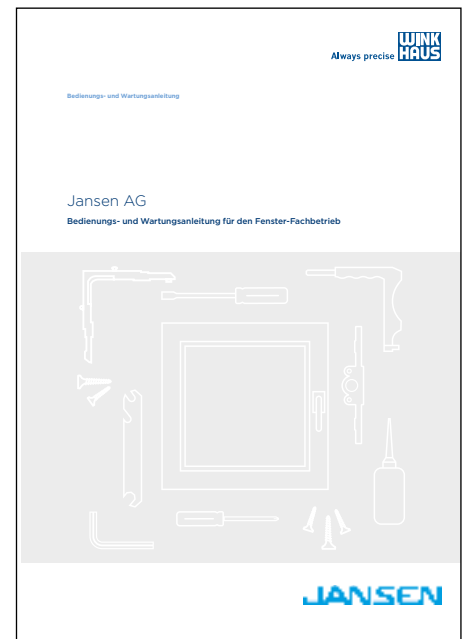 WINK
HAUS
Always precise
Bedienungs- und Wartungsanleitung
Jansen AG
Bedienungs- und Wartungsanleitung für den Fenster-Fachbetrieb
JANSEN